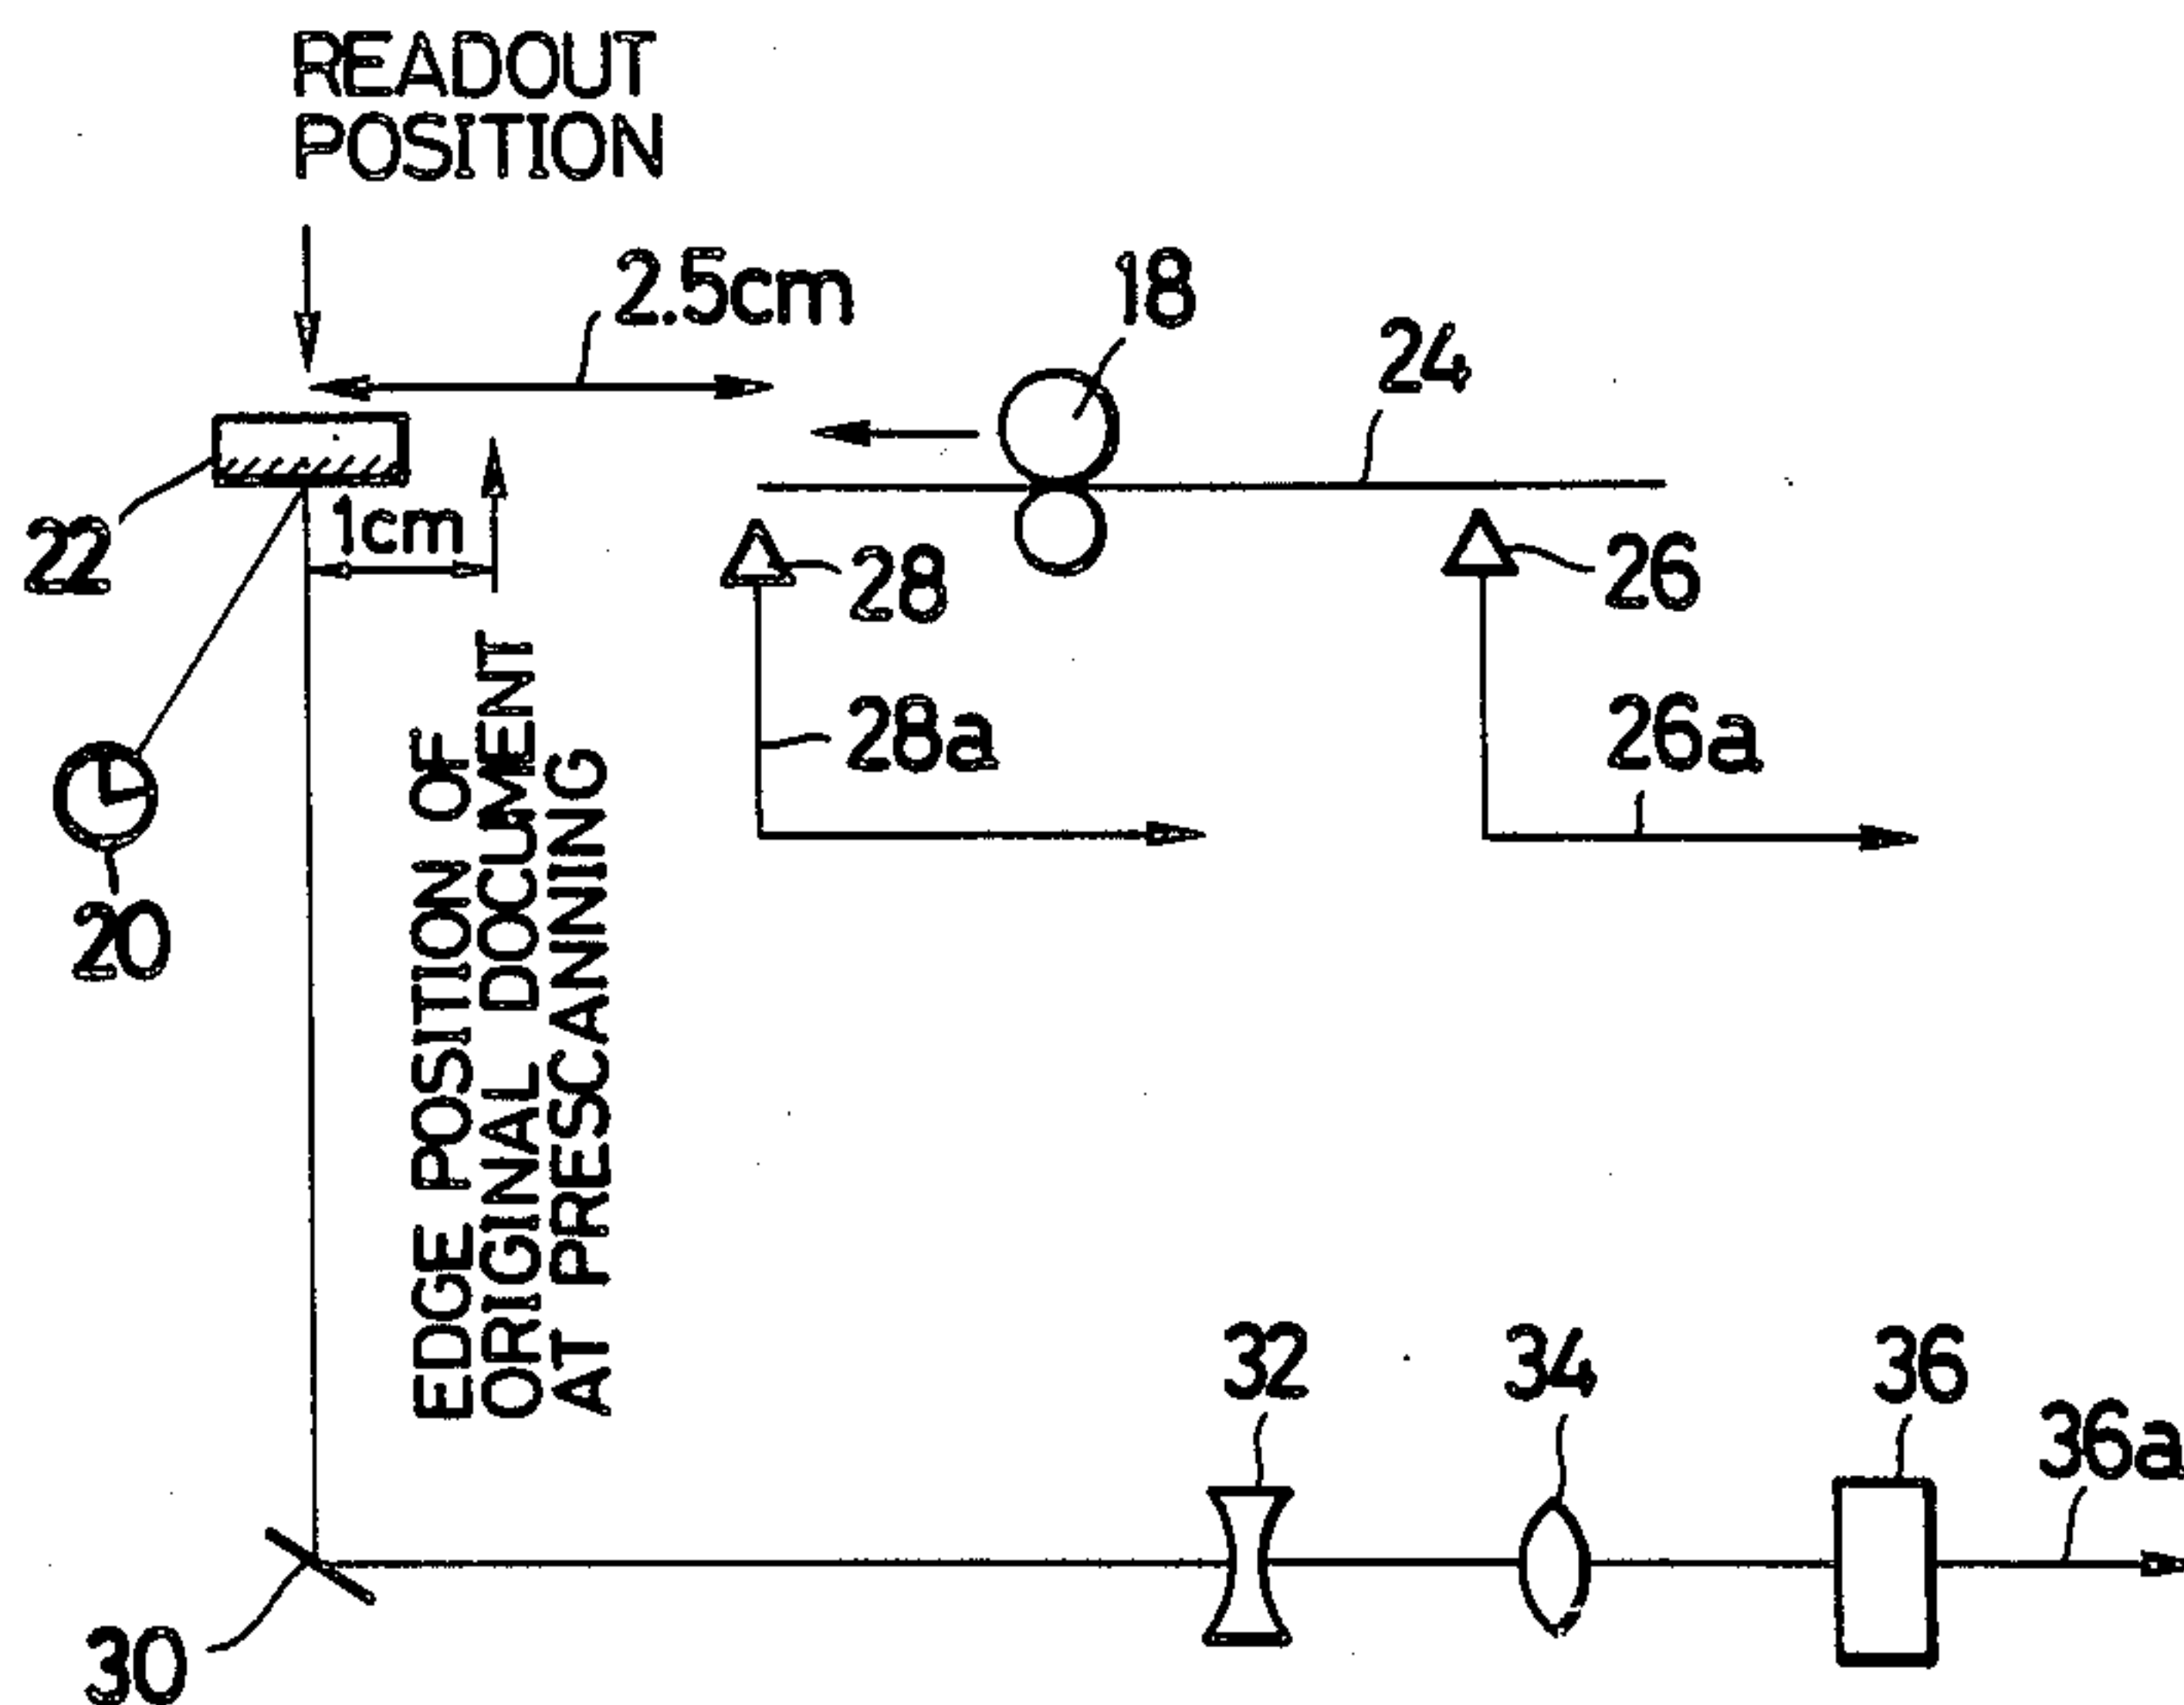 READOUT
POSITION
2.5cm
18
24
22
1cm
28
26
28a
26a
20
EDGE POSITION OF
ORIGINAL DOCUMENT
AT PRESCANNING
32
34
36
36a
30